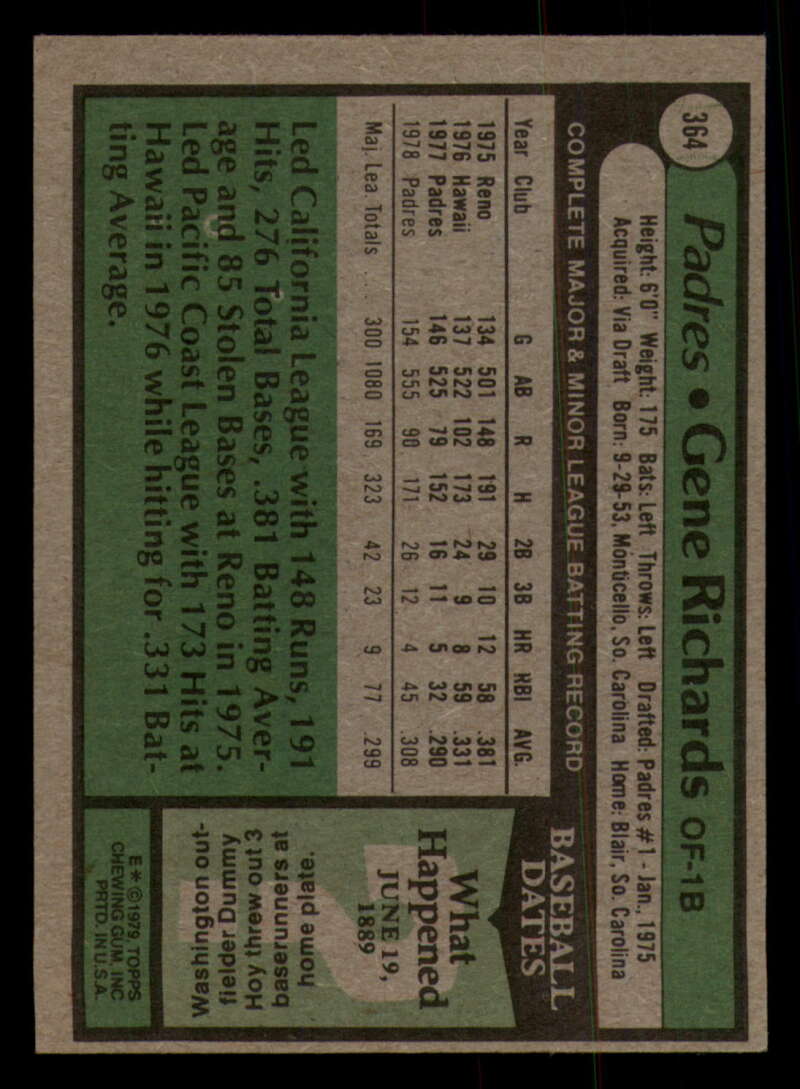 364
Padres • Gene Richards OF-1B
Height: 6'0" Weight: 175 Bats: Left Throws: Left Drafted: Padres #1 - Jan., 1975
Acquired: Via Draft Born: 9-29-53, Monticello, So. Carolina Home: Blair, So. Carolina
COMPLETE MAJOR & MINOR LEAGUE BATTING RECORD
Year Club G AB R H 2B 3B HR RBI AVG.
1975 Reno 134 501 148 191 29 10 12 58 .381
1976 Hawaii 137 522 102 173 24 9 8 59 .331
1977 Padres 146 525 79 152 16 11 5 32 .290
1978 Padres 154 555 90 171 26 12 4 45 .308
Maj. Lea. Totals .... 300 1080 169 323 42 23 9 77 .299
Led California League with 148 Runs, 191
Hits, 276 Total Bases, .381 Batting Aver-
age and 85 Stolen Bases at Reno in 1975.
Led Pacific Coast League with 173 Hits at
Hawaii in 1976 while hitting for .331 Bat-
ting Average.
BASEBALL
DATES
What
Happened
JUNE 19,
1889
Washington out-
fielder Dummy
Hoy threw out 3
baserunners at
home plate.
E*©1979 TOPPS
CHEWING GUM, INC
PRTD. IN U.S.A.